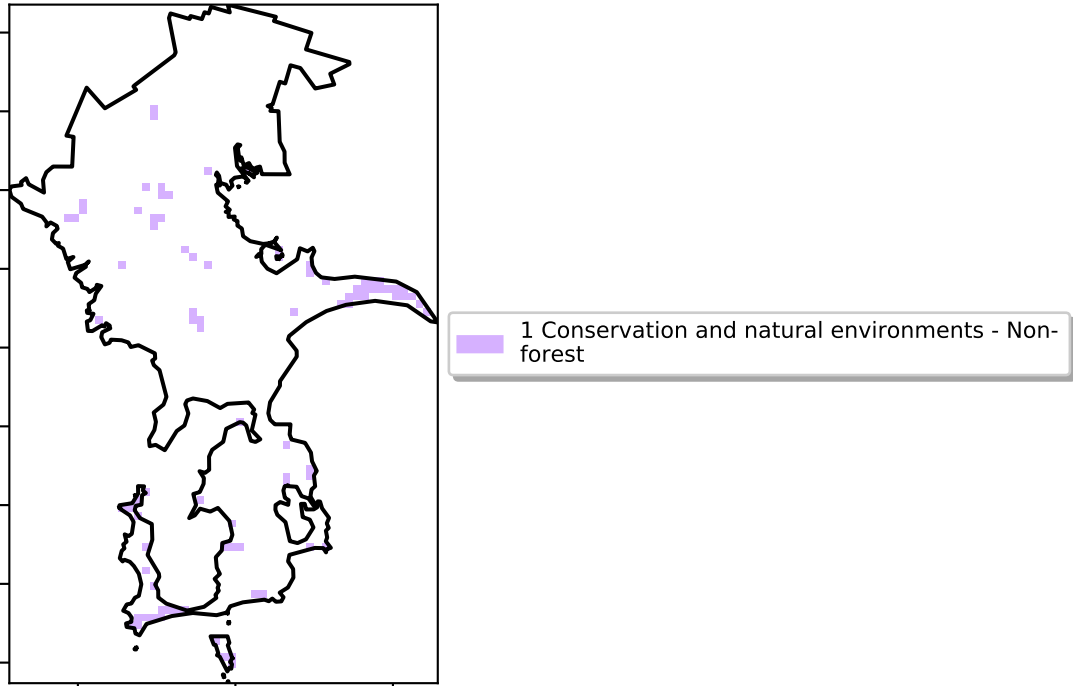 1 Conservation and natural environments - Non-
forest